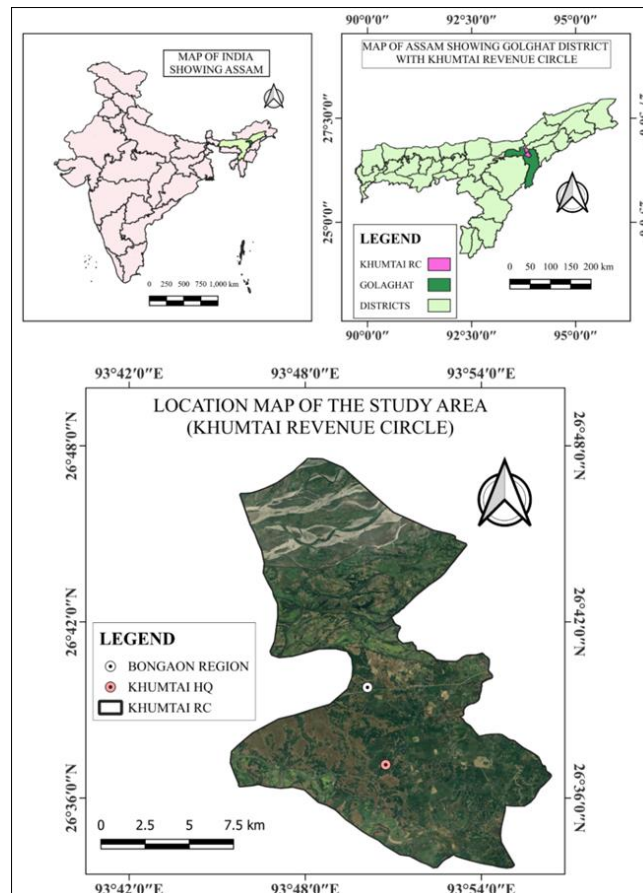 MAP OF INDIA
SHOWING ASSAM
0 250 500 750 1,000 km
90°0'0" 92°30'0" 95°0'0"
MAP OF ASSAM SHOWING GOLGHAT DISTRICT
WITH KHUMTAI REVENUE CIRCLE
27°30'0"
25°0'0"
LEGEND
KHUMTAI RC
GOLAGHAT
DISTRICTS
0 50 100 150 200 km
90°0'0" 92°30'0" 95°0'0"
93°42'0"E 93°48'0"E 93°54'0"E
LOCATION MAP OF THE STUDY AREA
(KHUMTAI REVENUE CIRCLE)
26°48'0"N
26°48'0"N
26°42'0"N
26°42'0"N
LEGEND
BONGAON REGION
KHUMTAI HQ
KHUMTAI RC
26°36'0"N
26°36'0"N
0 2.5 5 7.5 km
93°42'0"E 93°48'0"E 93°54'0"E